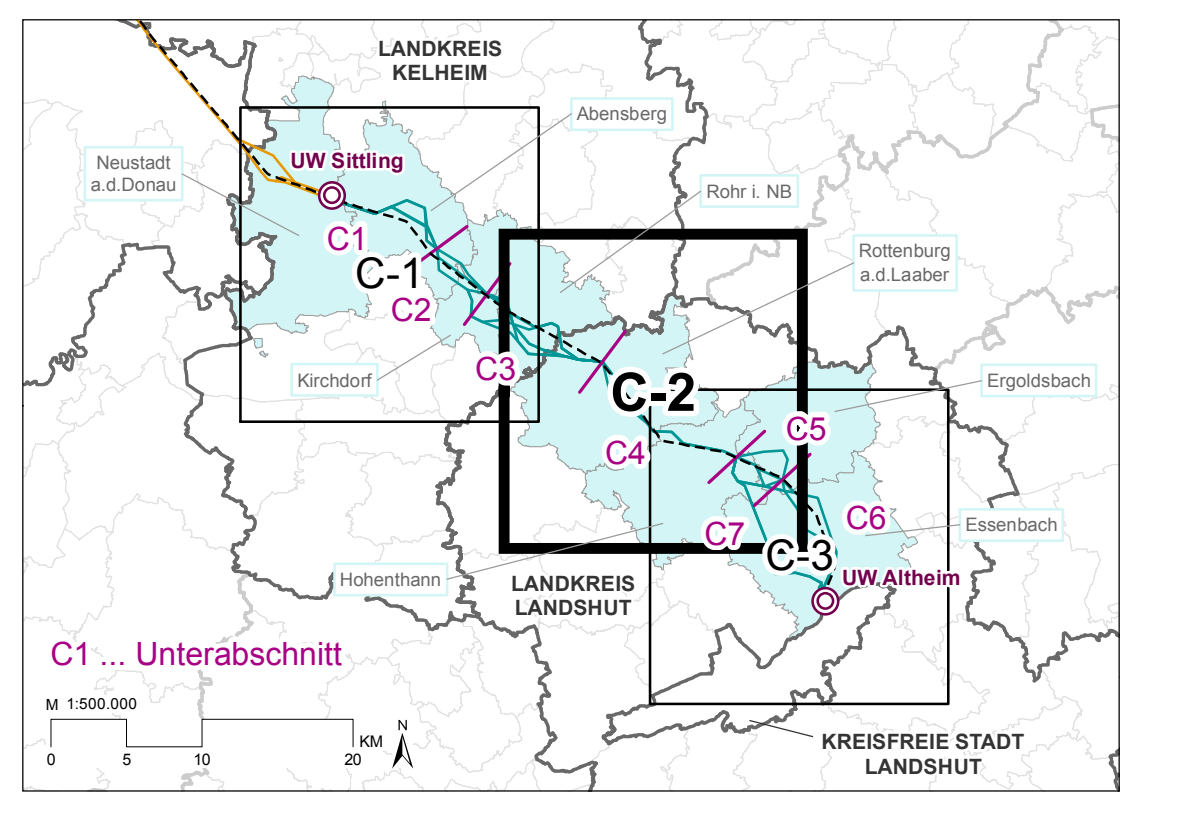 LANDKREIS
KELHEIM
Abensberg
Neustadt
a.d.Donau
UW Sittling
Rohr i. NB
C1
C-1
Rottenburg
a.d.Laaber
C2
Kirchdorf
C3
C-2
Ergoldsbach
C5
C4
C6
C7
Essenbach
C-3
Hohenthann
LANDKREIS
LANDSHUT
UW Altheim
C1 ... Unterabschnitt
M 1:500.000
0 5 10 20 KM
N
KREISFREIE STADT
LANDSHUT